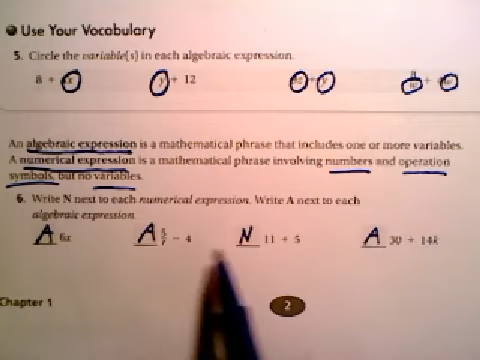 Use Your Vocabulary
5. Circle the variable(s) in each algebraic expression.
8 + x y + 12
An algebraic expression is a mathematical phrase that includes one or more variables.
A numerical expression is a mathematical phrase involving numbers and operation
symbols, but no variables.
6. Write N next to each numerical expression. Write A next to each
algebraic expression.
A 6x A − 4 N 11 + 5 A 30 + 14k
Chapter 1
2